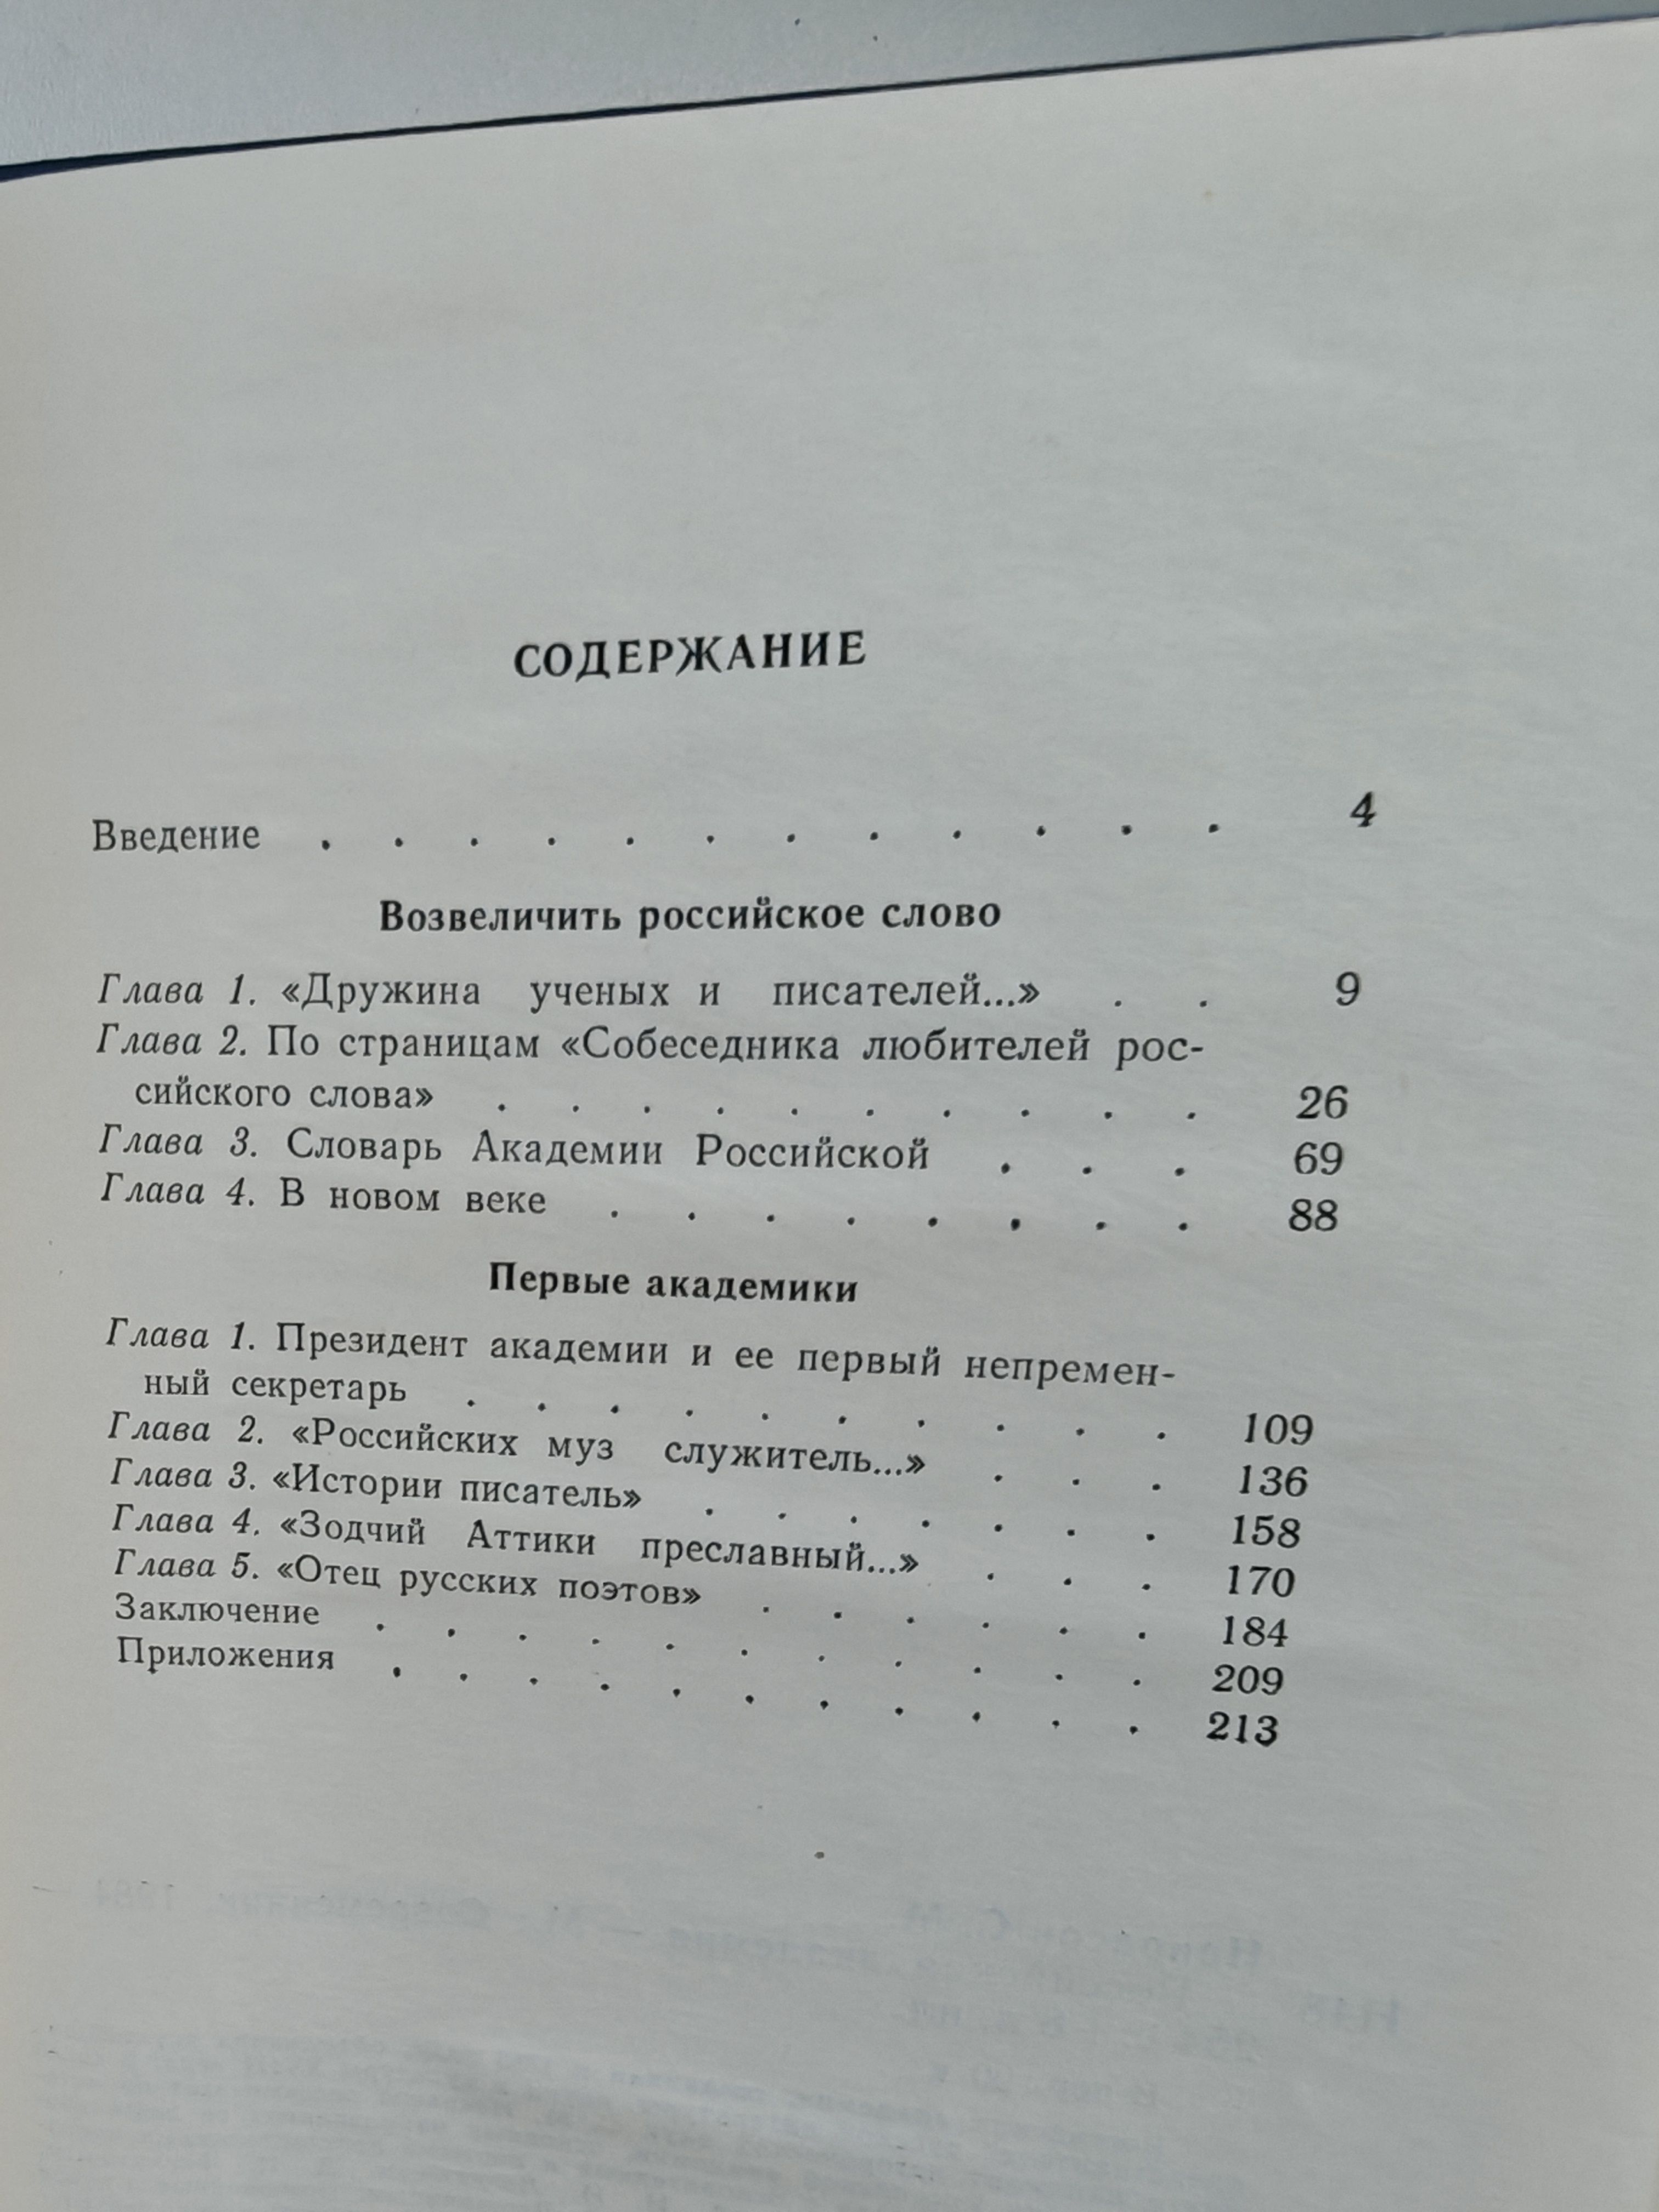 СОДЕРЖАНИЕ
Введение . . . . . . . . . . . . 4
Возвеличить российское слово
Глава 1. «Дружина ученых и писателей...» . . 9
Глава 2. По страницам «Собеседника любителей рос-
сийского слова» . . . . . . . . . . 26
Глава 3. Словарь Академии Российской . . . 69
Глава 4. В новом веке . . . . . . . . 88
Первые академики
Глава 1. Президент академии и ее первый непремен-
ный секретарь . . . . . . . . . . 109
Глава 2. «Российских муз служитель...» . . . 136
Глава 3. «Истории писатель» . . . . . . . 158
Глава 4. «Зодчий Аттики преславный...» . . . 170
Глава 5. «Отец русских поэтов» . . . . . . 184
Заключение . . . . . . . . . . . 209
Приложения . . . . . . . . . . . 213